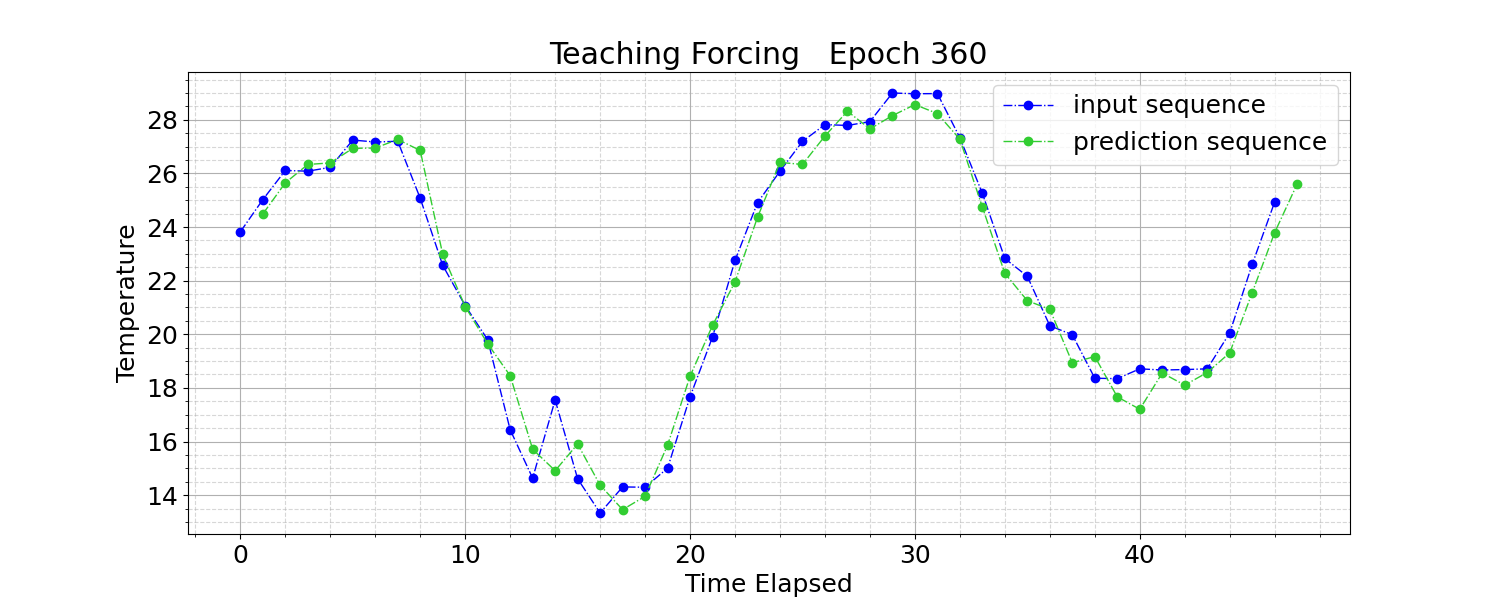 Teaching Forcing   Epoch 360
input sequence
prediction sequence
28
26
24
22
20
18
16
14
Temperature
0 10 20 30 40
Time Elapsed